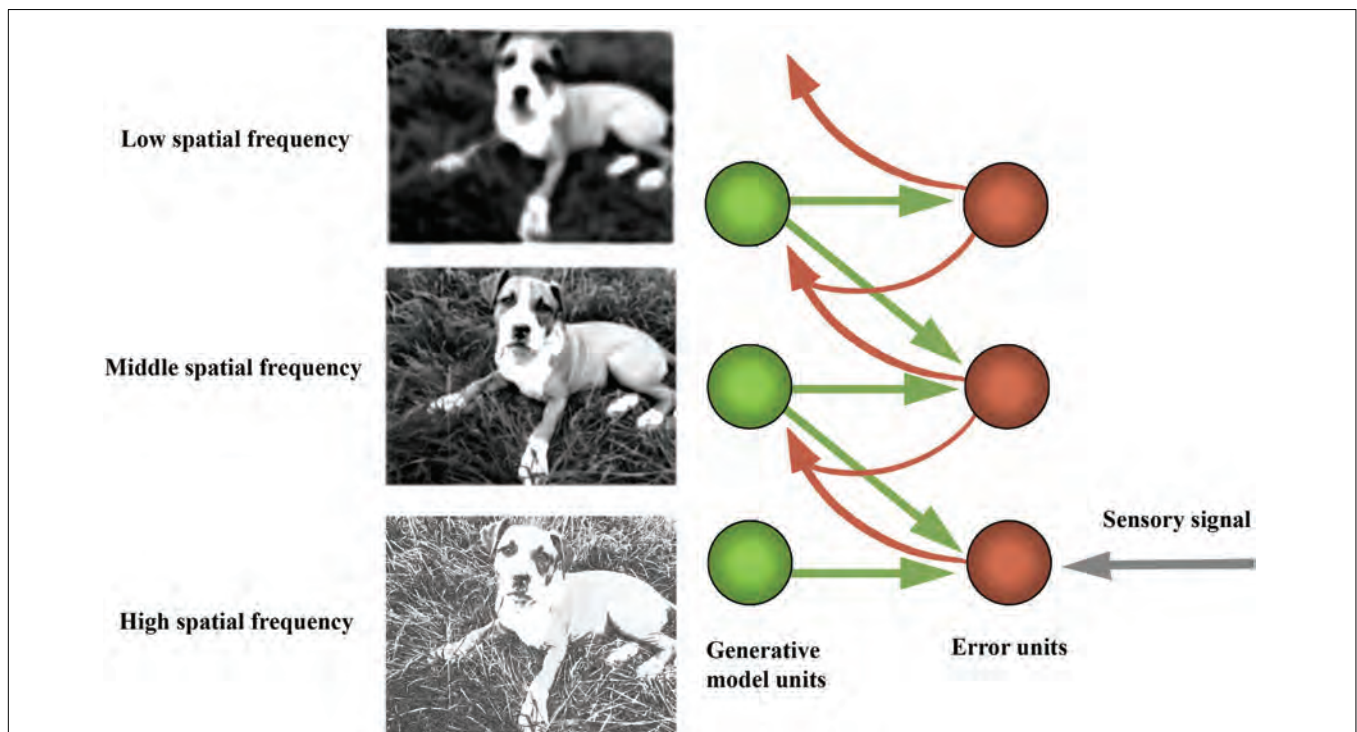 Low spatial frequency
Middle spatial frequency
Sensory signal
High spatial frequency
Generative
model units
Error units